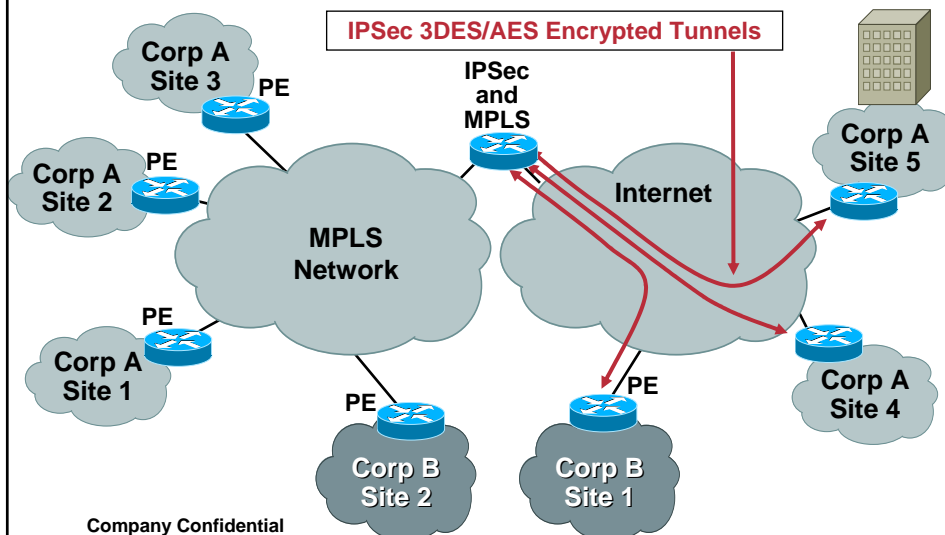 IPSec 3DES/AES Encrypted Tunnels
Corp A
Site 3
PE
IPSec
and
MPLS
Corp A
Site 5
PE
Corp A
Site 2
Internet
MPLS
Network
PE
Corp A
Site 1
PE
Corp B
Site 2
PE
Corp B
Site 1
Corp A
Site 4
Company Confidential